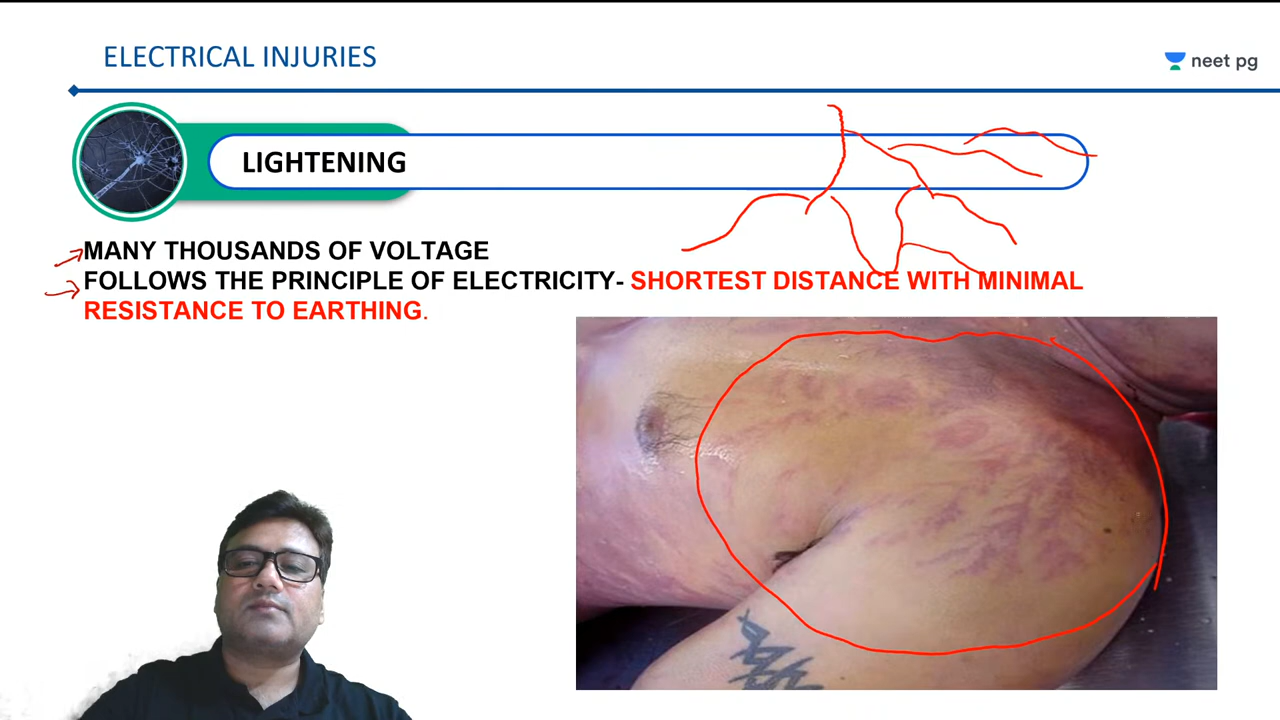 ELECTRICAL INJURIES
neet pg
LIGHTENING
MANY THOUSANDS OF VOLTAGE
FOLLOWS THE PRINCIPLE OF ELECTRICITY- SHORTEST DISTANCE WITH MINIMAL
RESISTANCE TO EARTHING.